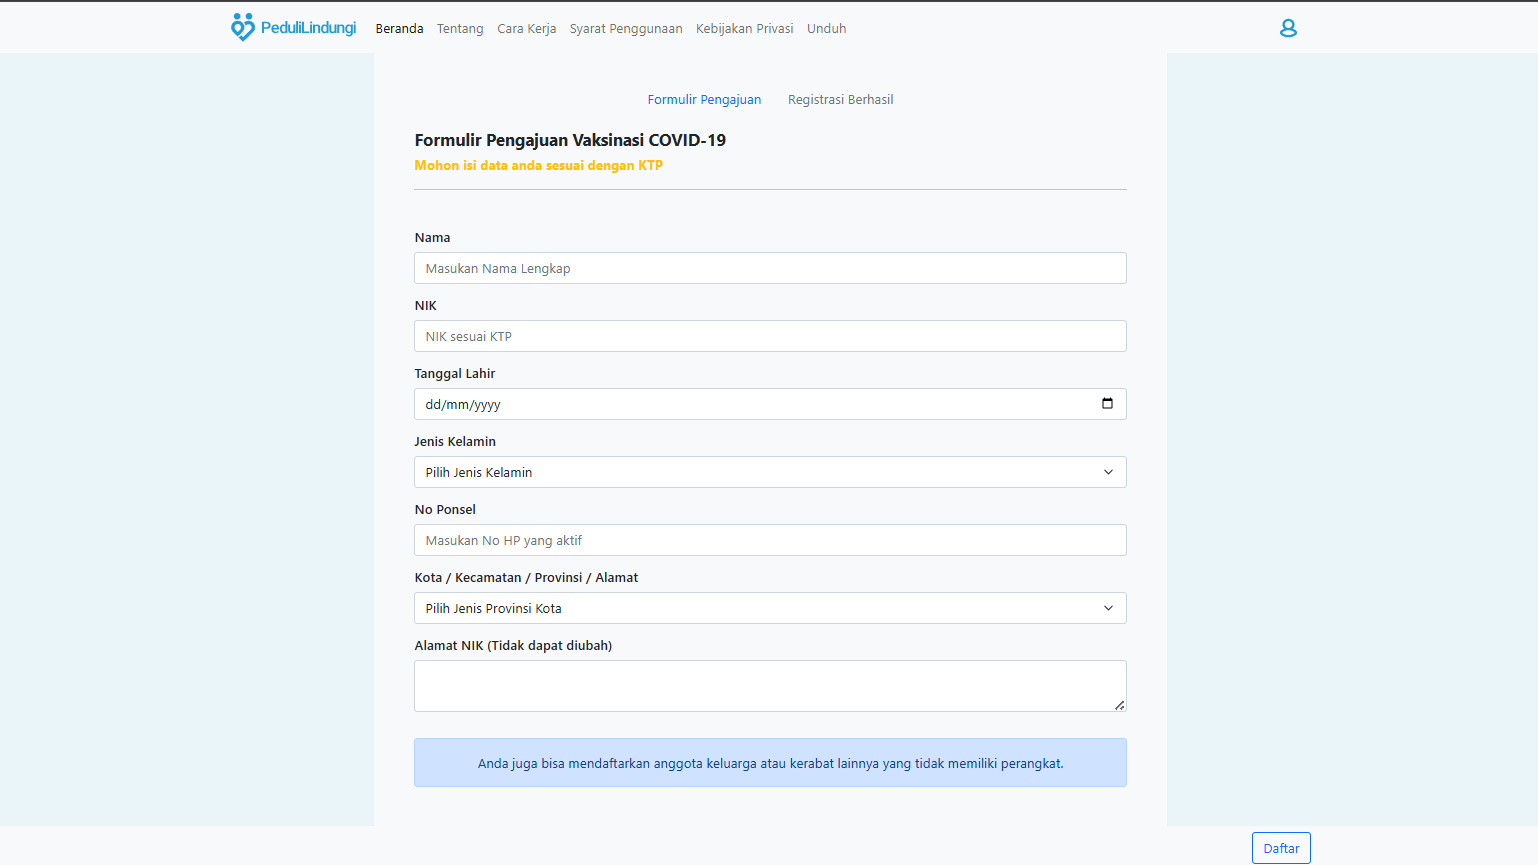 PeduliLindungi Beranda Tentang Cara Kerja Syarat Penggunaan Kebijakan Privasi Unduh
Formulir Pengajuan Registrasi Berhasil
Formulir Pengajuan Vaksinasi COVID-19
Mohon isi data anda sesuai dengan KTP
Nama
Masukan Nama Lengkap
NIK
NIK sesuai KTP
Tanggal Lahir
dd/mm/yyyy
Jenis Kelamin
Pilih Jenis Kelamin
No Ponsel
Masukan No HP yang aktif
Kota / Kecamatan / Provinsi / Alamat
Pilih Jenis Provinsi Kota
Alamat NIK (Tidak dapat diubah)
Anda juga bisa mendaftarkan anggota keluarga atau kerabat lainnya yang tidak memiliki perangkat.
Daftar